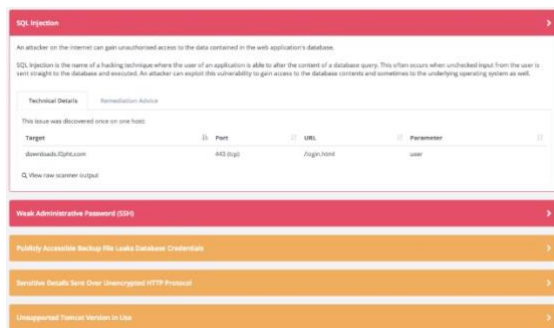 SQL Injection
An attacker on the internet can gain unauthorised access to the data contained in the web application's database.
SQL Injection is the name of a hacking technique where the user of an application is able to alter the content of a database query. This often occurs when unchecked input from the user is
sent straight to the database and executed. An attacker can exploit this vulnerability to gain access to the database contents and sometimes to the underlying operating system as well.
Technical Details Remediation Advice
This issue was discovered once on one host:
Target Port URL Parameter
downloads.l0pht.com 443 (tcp) /login.html user
View raw scanner output
Weak Administrative Password (SSH)
Publicly Accessible Backup File Leaks Database Credentials
Sensitive Details Sent Over Unencrypted HTTP Protocol
Unsupported Tomcat Version in Use